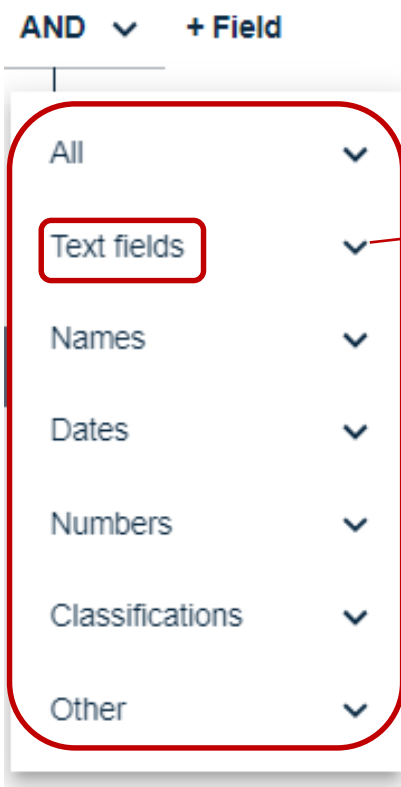 AND + Field
All
Text fields
Names
Dates
Numbers
Classifications
Other